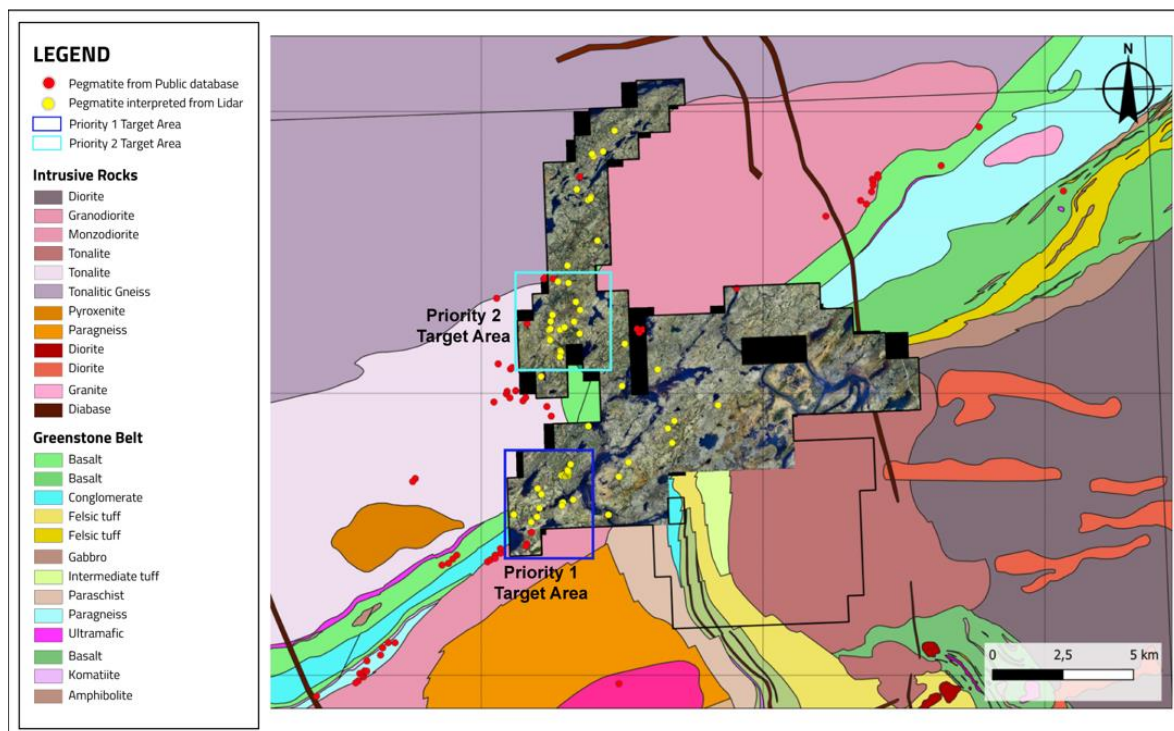 LEGEND
Pegmatite from Public database
Pegmatite interpreted from Lidar
Priority 1 Target Area
Priority 2 Target Area
Intrusive Rocks
Diorite
Granodiorite
Monzodiorite
Tonalite
Tonalite
Tonalitic Gneiss
Pyroxenite
Paragneiss
Diorite
Diorite
Granite
Diabase
Greenstone Belt
Basalt
Basalt
Conglomerate
Felsic tuff
Felsic tuff
Gabbro
Intermediate tuff
Paraschist
Paragneiss
Ultramafic
Basalt
Komatiite
Amphibolite
N
Priority 2
Target Area
Priority 1
Target Area
0 2,5 5 km